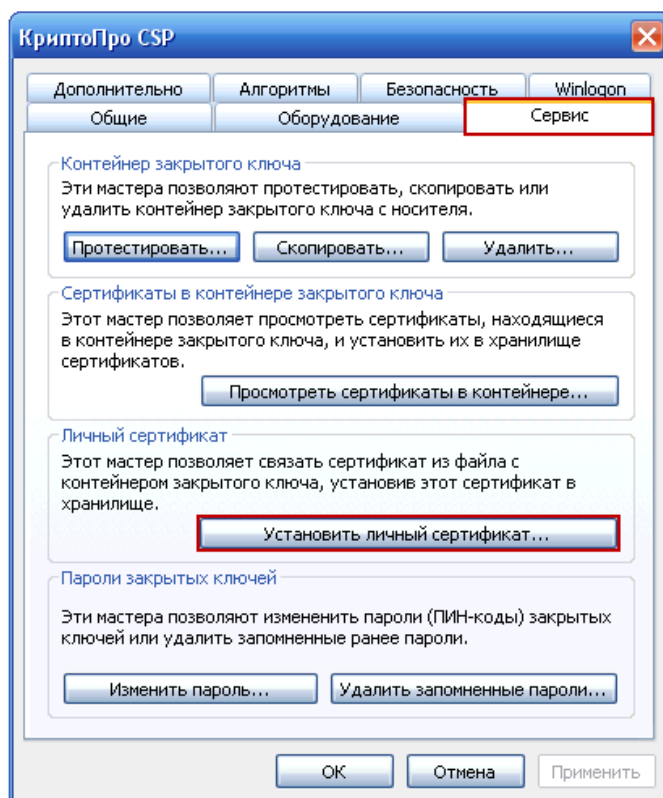 КриптоПро CSP
Дополнительно Алгоритмы Безопасность Winlogon
Общие Оборудование Сервис
Контейнер закрытого ключа
Эти мастера позволяют протестировать, скопировать или
удалить контейнер закрытого ключа с носителя.
Протестировать... Скопировать... Удалить...
Сертификаты в контейнере закрытого ключа
Этот мастер позволяет просмотреть сертификаты, находящиеся
в контейнере закрытого ключа, и установить их в хранилище
сертификатов.
Просмотреть сертификаты в контейнере...
Личный сертификат
Этот мастер позволяет связать сертификат из файла с
контейнером закрытого ключа, установив этот сертификат в
хранилище.
Установить личный сертификат...
Пароли закрытых ключей
Эти мастера позволяют измененить пароли (ПИН-коды) закрытых
ключей или удалить запомненные ранее пароли.
Изменить пароль... Удалить запомненные пароли...
ОК Отмена Применить